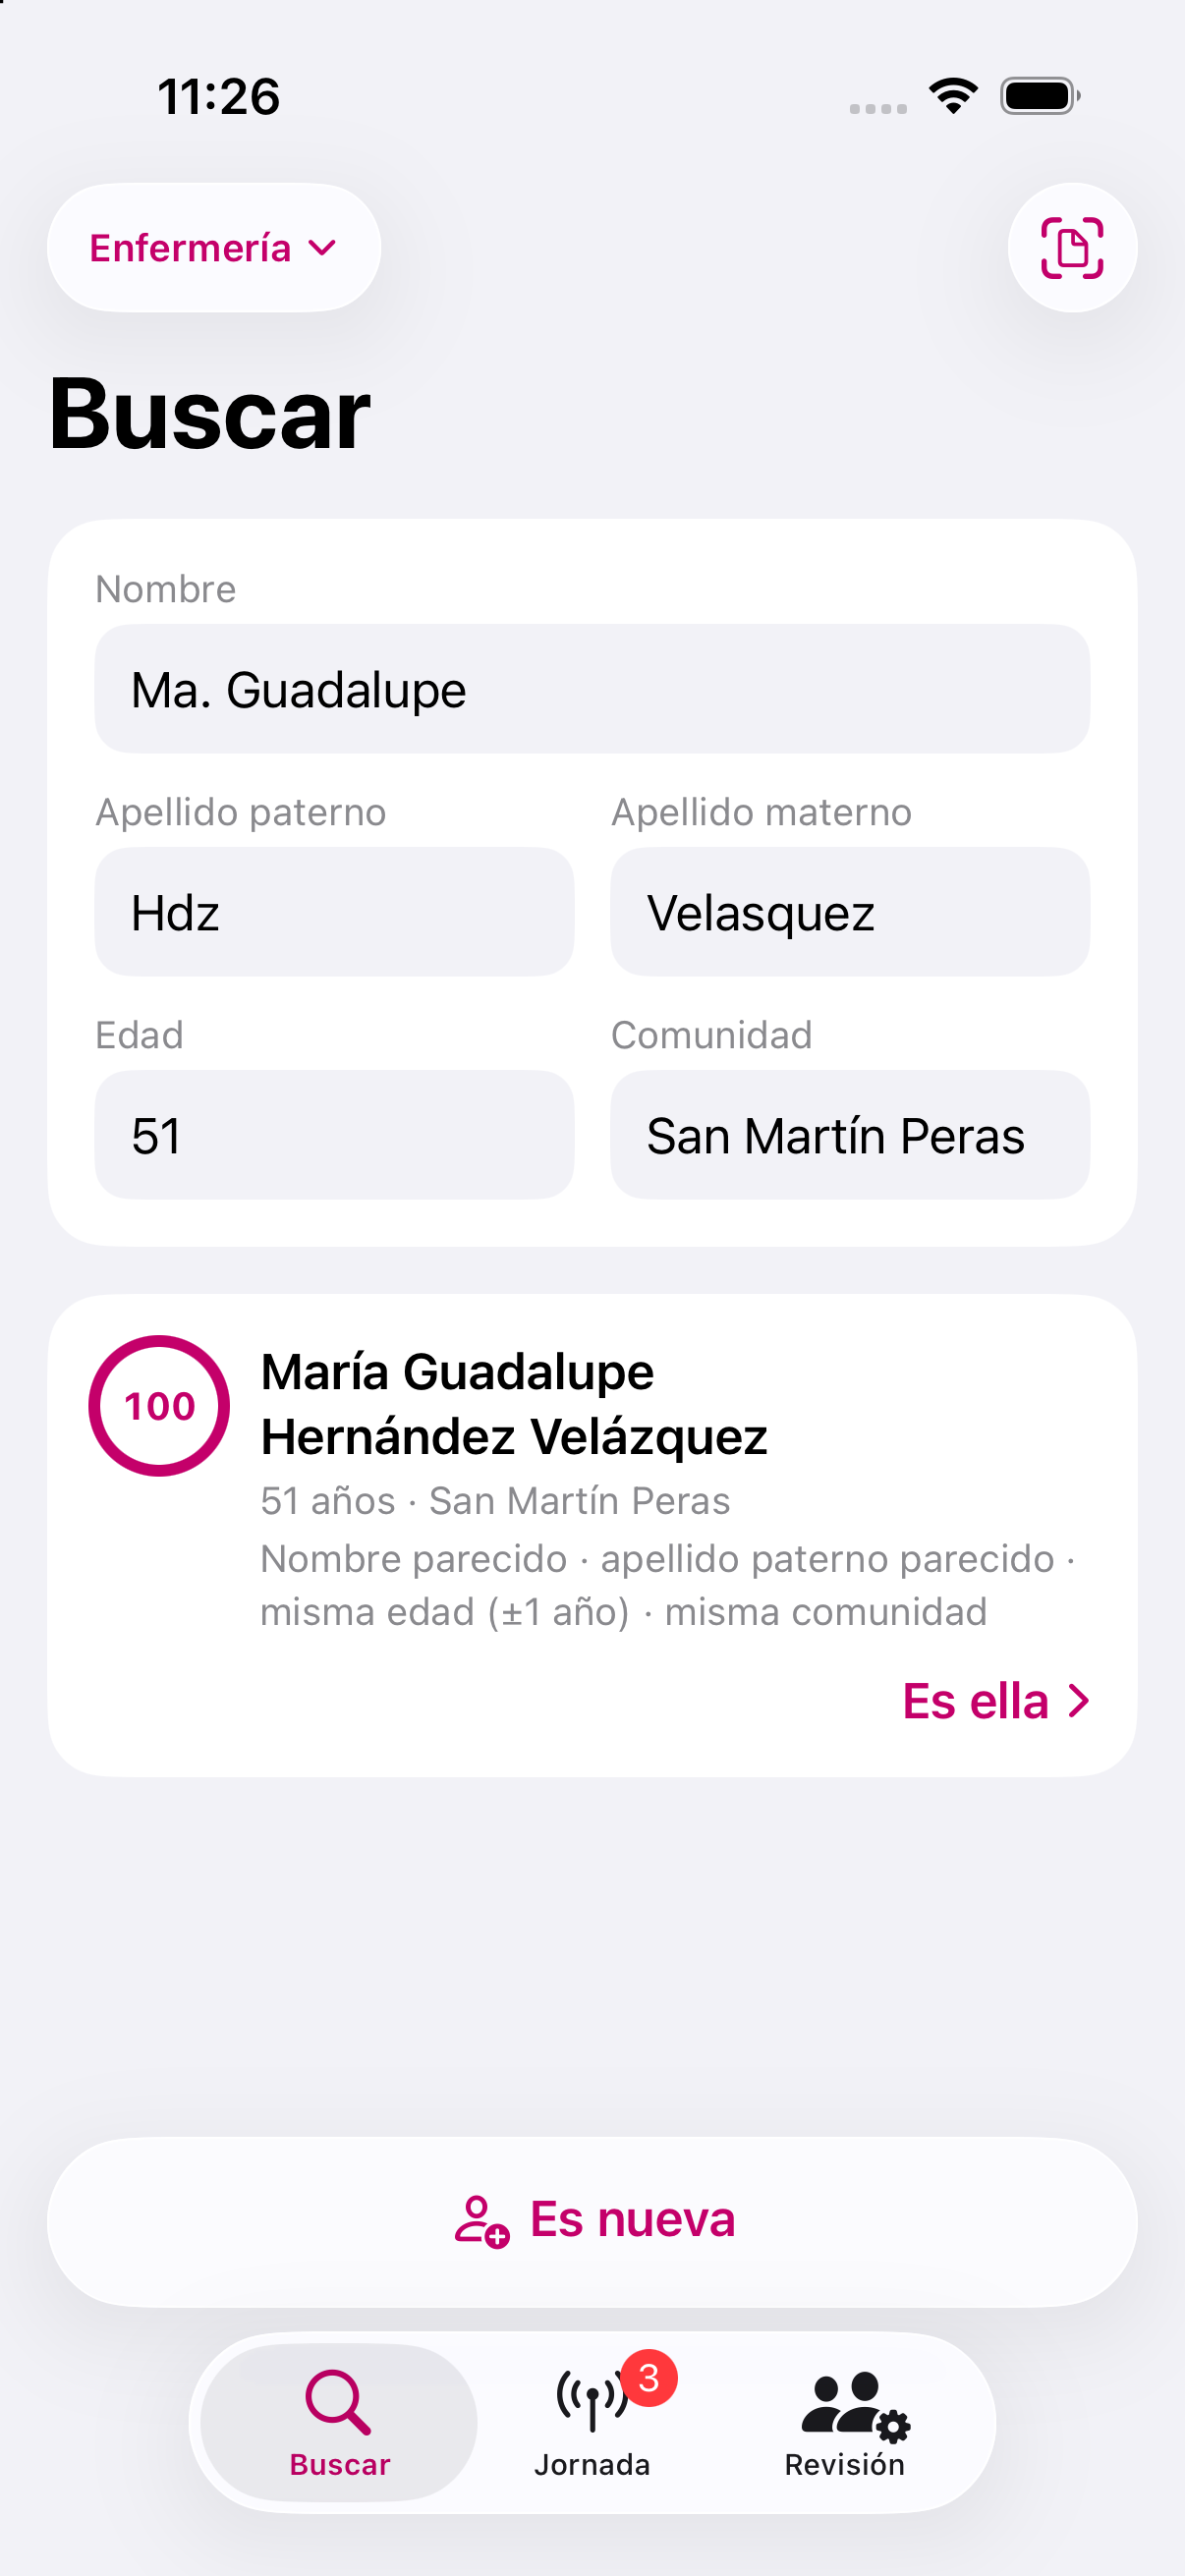 11:26
Enfermería
Buscar
Nombre
Ma. Guadalupe
Apellido paterno
Apellido materno
Hdz
Velasquez
Edad
Comunidad
51
San Martín Peras
100
María Guadalupe
Hernández Velázquez
51 años · San Martín Peras
Nombre parecido · apellido paterno parecido ·
misma edad (±1 año) · misma comunidad
Es ella
Es nueva
3
Buscar
Jornada
Revisión